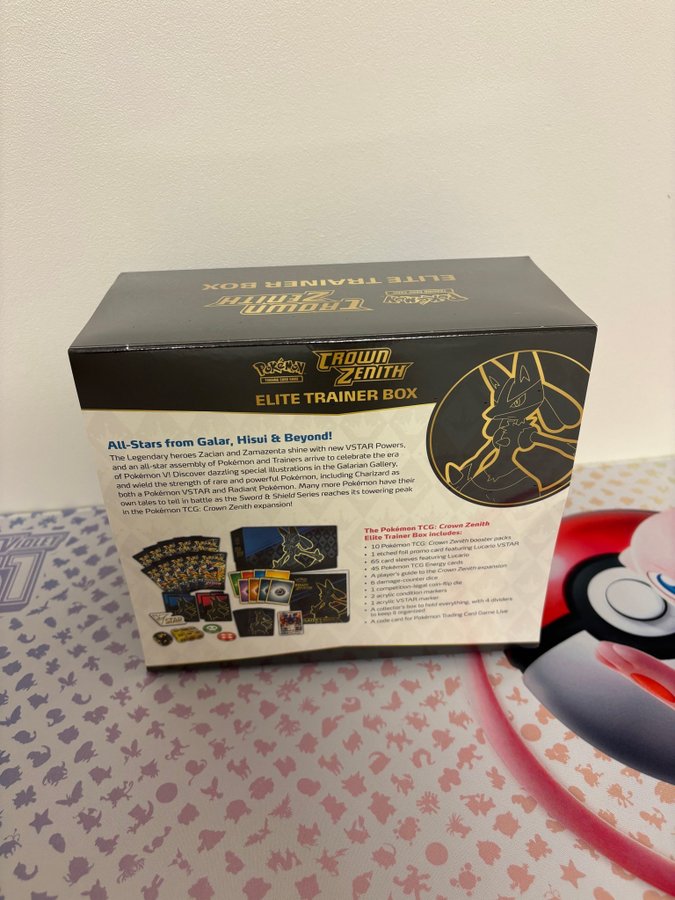 ELITE TRAINER BOX
CROWN
ZENITH
POKÉMON
TRADING CARD GAME
POKÉMON
TRADING CARD GAME
CROWN
ZENITH
ELITE TRAINER BOX
All-Stars from Galar, Hisui & Beyond!
The Legendary heroes Zacian and Zamazenta shine with new VSTAR Powers,
and an all-star assembly of Pokémon and Trainers arrive to celebrate the era
of Pokémon V! Discover dazzling special illustrations in the Galarian Gallery,
and wield the strength of rare and powerful Pokémon, including Charizard as
both a Pokémon VSTAR and Radiant Pokémon. Many more Pokémon have their
own tales to tell in battle as the Sword & Shield Series reaches its towering peak
in the Pokémon TCG: Crown Zenith expansion!
The Pokémon TCG: Crown Zenith
Elite Trainer Box includes:
• 10 Pokémon TCG: Crown Zenith booster packs
• 1 etched foil promo card featuring Lucario VSTAR
• 65 card sleeves featuring Lucario
• 45 Pokémon TCG Energy cards
• A player's guide to the Crown Zenith expansion
• 6 damage-counter dice
• 1 competition-legal coin-flip die
• 2 acrylic condition markers
• 1 acrylic VSTAR marker
• A collector's box to hold everything, with 4 dividers
to keep it organized
• A code card for Pokémon Trading Card Game Live
VSTAR